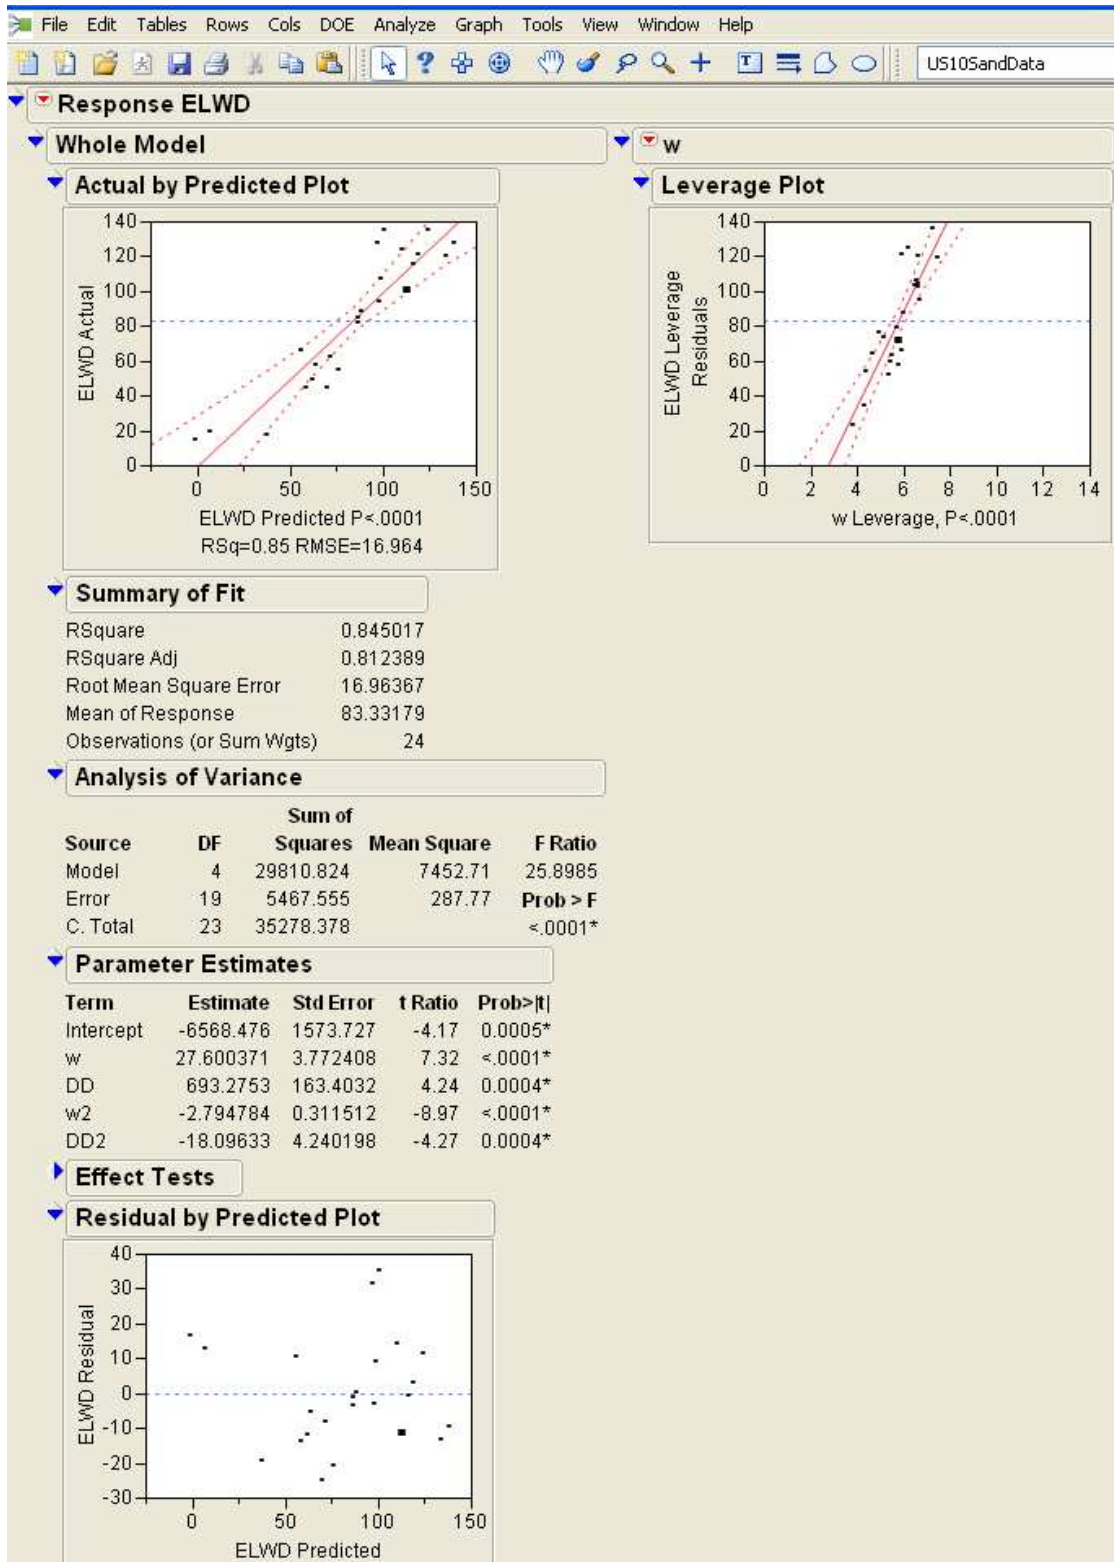 File Edit Tables Rows Cols DOE Analyze Graph Tools View Window Help
US10SandData
Response ELWD
Whole Model
Actual by Predicted Plot
140
120
100
80
60
40
20
0
ELWD Actual
0 50 100 150
ELWD Predicted P<.0001
RSq=0.85 RMSE=16.964
w
Leverage Plot
140
120
100
80
60
40
20
0
ELWD Leverage
Residuals
0 2 4 6 8 10 12 14
w Leverage, P<.0001
Summary of Fit
RSquare 0.845017
RSquare Adj 0.812389
Root Mean Square Error 16.96367
Mean of Response 83.33179
Observations (or Sum Wgts) 24
Analysis of Variance
Sum of
Source DF Squares Mean Square F Ratio
Model 4 29810.824 7452.71 25.8985
Error 19 5467.555 287.77 Prob > F
C. Total 23 35278.378 <.0001*
Parameter Estimates
Term Estimate Std Error t Ratio Prob>|t|
Intercept -6568.476 1573.727 -4.17 0.0005*
w 27.600371 3.772408 7.32 <.0001*
DD 693.2753 163.4032 4.24 0.0004*
w2 -2.794784 0.311512 -8.97 <.0001*
DD2 -18.09633 4.240198 -4.27 0.0004*
Effect Tests
Residual by Predicted Plot
40
30
20
10
0
-10
-20
-30
ELWD Residual
0 50 100 150
ELWD Predicted